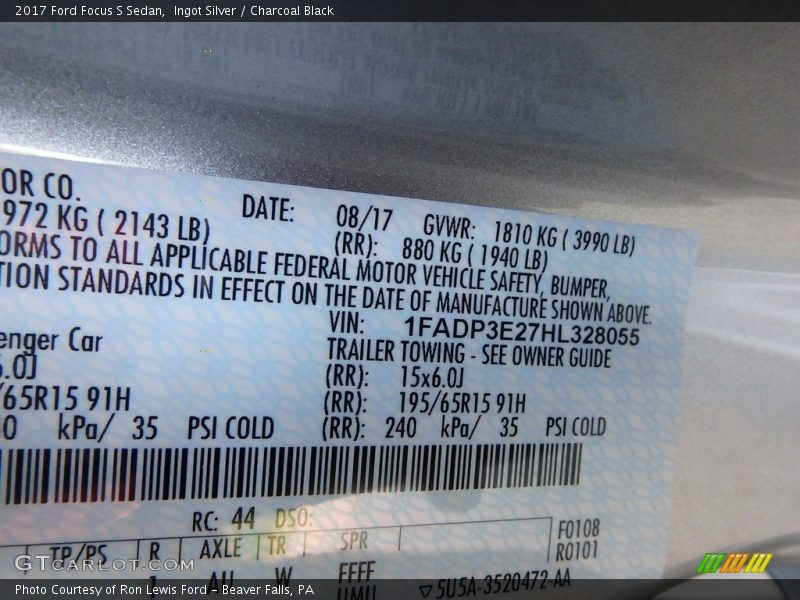 2017 Ford Focus S Sedan, Ingot Silver / Charcoal Black
OR CO.
DATE: 08/17 GVWR: 1810 KG ( 3990 LB)
972 KG ( 2143 LB) (RR): 880 KG ( 1940 LB)
ORMS TO ALL APPLICABLE FEDERAL MOTOR VEHICLE SAFETY, BUMPER,
TION STANDARDS IN EFFECT ON THE DATE OF MANUFACTURE SHOWN ABOVE.
VIN: 1FADP3E27HL328055
enger Car TRAILER TOWING - SEE OWNER GUIDE
.0J (RR): 15x6.0J
/65R15 91H (RR): 195/65R15 91H
0 kPa/ 35 PSI COLD (RR): 240 kPa/ 35 PSI COLD
RC: 44 DSO:
F0108
R0101
TP/PS R AXLE TR SPR
W FFFF
5U5A-3520472-AA
GTCARLOT.COM
Photo Courtesy of Ron Lewis Ford - Beaver Falls, PA